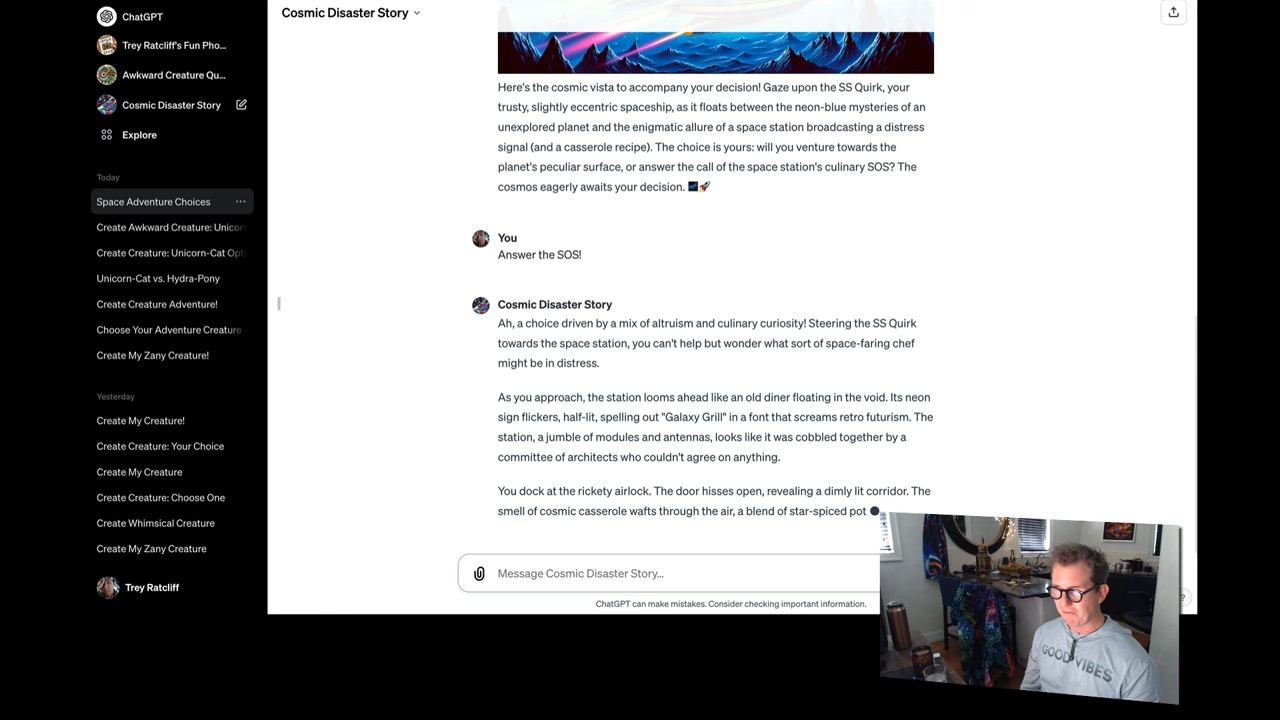 ChatGPT
Trey Ratcliff's Fun Pho...
Awkward Creature Qu...
Cosmic Disaster Story
Explore
Today
Space Adventure Choices
Create Awkward Creature: Unicor
Create Creature: Unicorn-Cat Opt
Unicorn-Cat vs. Hydra-Pony
Create Creature Adventure!
Choose Your Adventure Creature
Create My Zany Creature!
Yesterday
Create My Creature!
Create Creature: Your Choice
Create My Creature
Create Creature: Choose One
Create Whimsical Creature
Create My Zany Creature
Trey Ratcliff
Cosmic Disaster Story
Here's the cosmic vista to accompany your decision! Gaze upon the SS Quirk, your
trusty, slightly eccentric spaceship, as it floats between the neon-blue mysteries of an
unexplored planet and the enigmatic allure of a space station broadcasting a distress
signal (and a casserole recipe). The choice is yours: will you venture towards the
planet's peculiar surface, or answer the call of the space station's culinary SOS? The
cosmos eagerly awaits your decision.
You
Answer the SOS!
Cosmic Disaster Story
Ah, a choice driven by a mix of altruism and culinary curiosity! Steering the SS Quirk
towards the space station, you can't help but wonder what sort of space-faring chef
might be in distress.
As you approach, the station looms ahead like an old diner floating in the void. Its neon
sign flickers, half-lit, spelling out "Galaxy Grill" in a font that screams retro futurism. The
station, a jumble of modules and antennas, looks like it was cobbled together by a
committee of architects who couldn't agree on anything.
You dock at the rickety airlock. The door hisses open, revealing a dimly lit corridor. The
smell of cosmic casserole wafts through the air, a blend of star-spiced pot
Message Cosmic Disaster Story...
ChatGPT can make mistakes. Consider checking important information.
?
GOOD VIBES